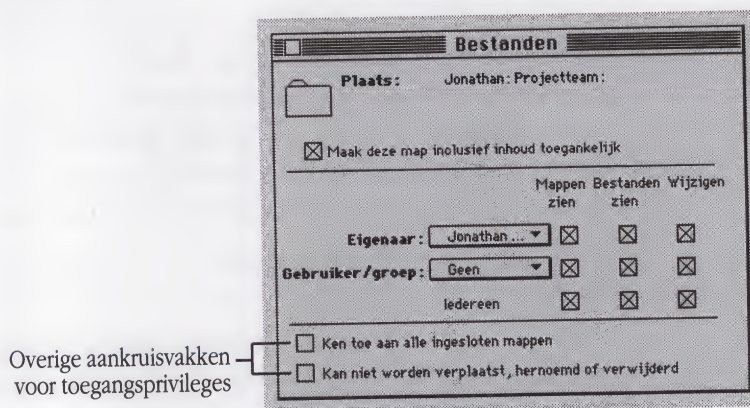 Bestanden
Plaats: Jonathan: Projectteam:
Maak deze map inclusief inhoud toegankelijk
Mappen zien Bestanden zien Wijzigen
Eigenaar: Jonathan ...
Gebruiker/groep: Geen
Iedereen
Ken toe aan alle ingesloten mappen
Kan niet worden verplaatst, hernoemd of verwijderd
Overige aankruisvakken
voor toegangsprivileges